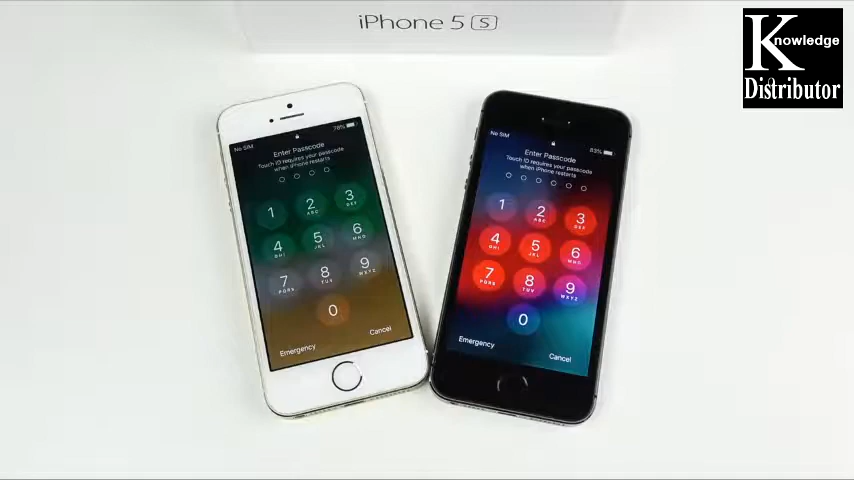 iPhone 5 S
Knowledge
Distributor
No SIM
78%
Enter Passcode
Touch ID requires your passcode
when iPhone restarts
1
2
ABC
3
DEF
4
GHI
5
JKL
6
MNO
7
PQRS
8
TUV
9
WXYZ
0
Emergency
Cancel
No SIM
83%
Enter Passcode
Touch ID requires your passcode
when iPhone restarts
1
2
ABC
3
DEF
4
GHI
5
JKL
6
MNO
7
PQRS
8
TUV
9
WXYZ
0
Emergency
Cancel